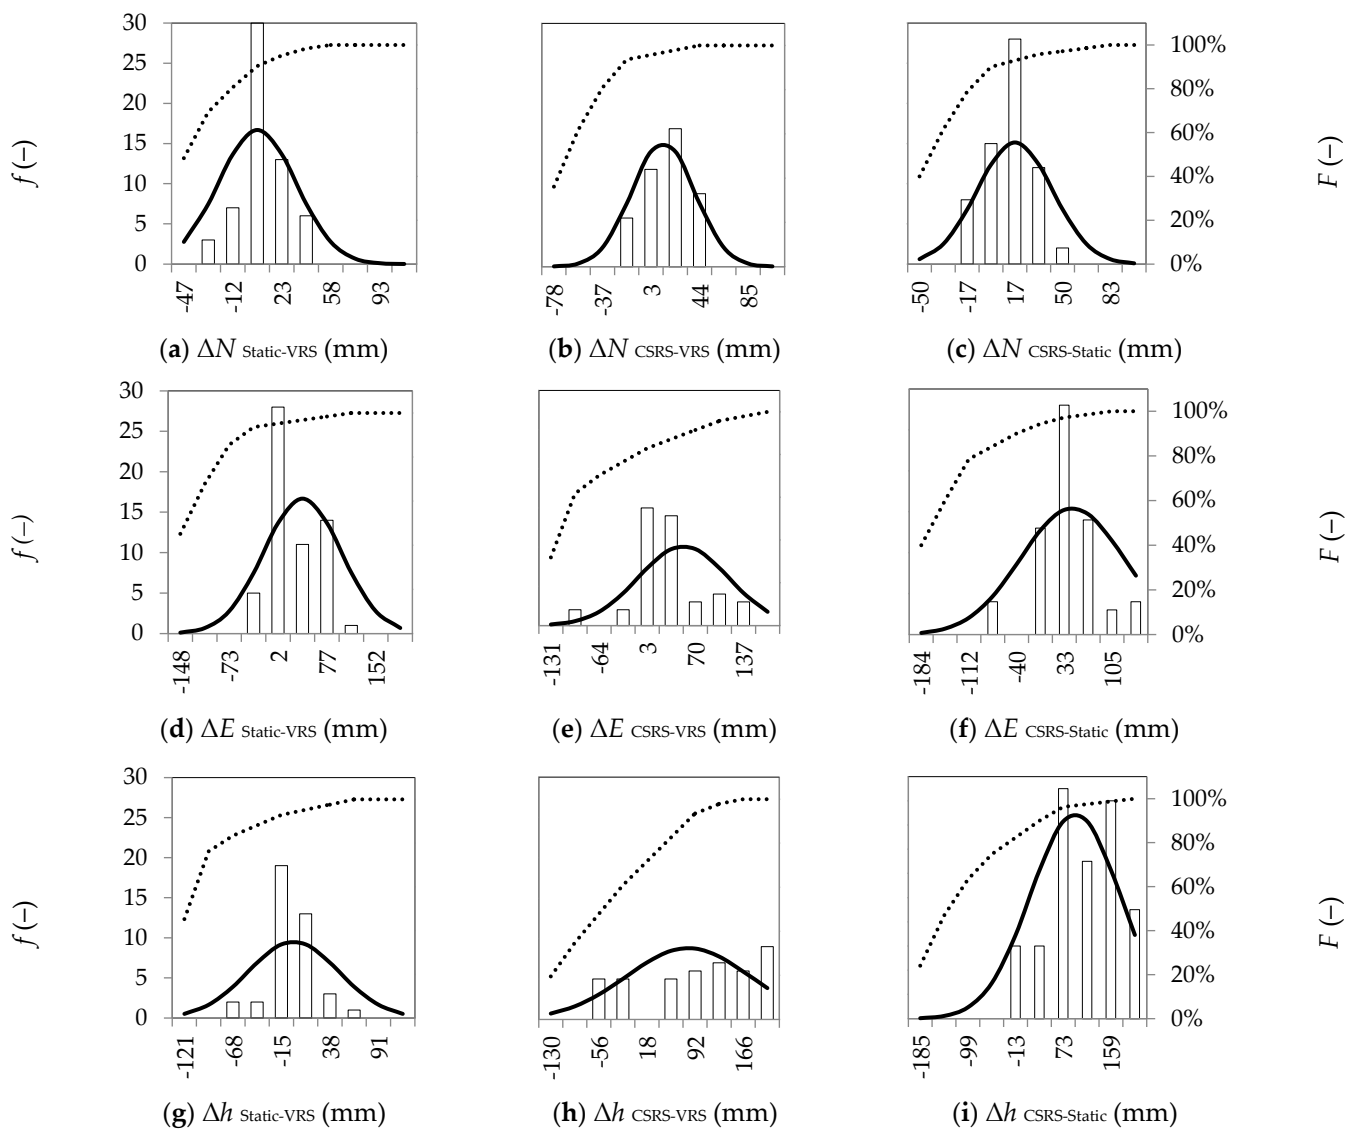 30
25
20
15
10
5
0
f (−)
-47 -12 23 58 93
(a) ΔN Static-VRS (mm)
-78 -37 3 44 85
(b) ΔN CSRS-VRS (mm)
100%
80%
60%
40%
20%
0%
F (−)
-50 -17 17 50 83
(c) ΔN CSRS-Static (mm)
30
25
20
15
10
5
0
f (−)
-148 -73 2 77 152
(d) ΔE Static-VRS (mm)
-131 -64 3 70 137
(e) ΔE CSRS-VRS (mm)
100%
80%
60%
40%
20%
0%
F (−)
-184 -112 -40 33 105
(f) ΔE CSRS-Static (mm)
30
25
20
15
10
5
0
f (−)
-121 -68 -15 38 91
(g) Δh Static-VRS (mm)
-130 -56 18 92 166
(h) Δh CSRS-VRS (mm)
100%
80%
60%
40%
20%
0%
F (−)
-185 -99 -13 73 159
(i) Δh CSRS-Static (mm)